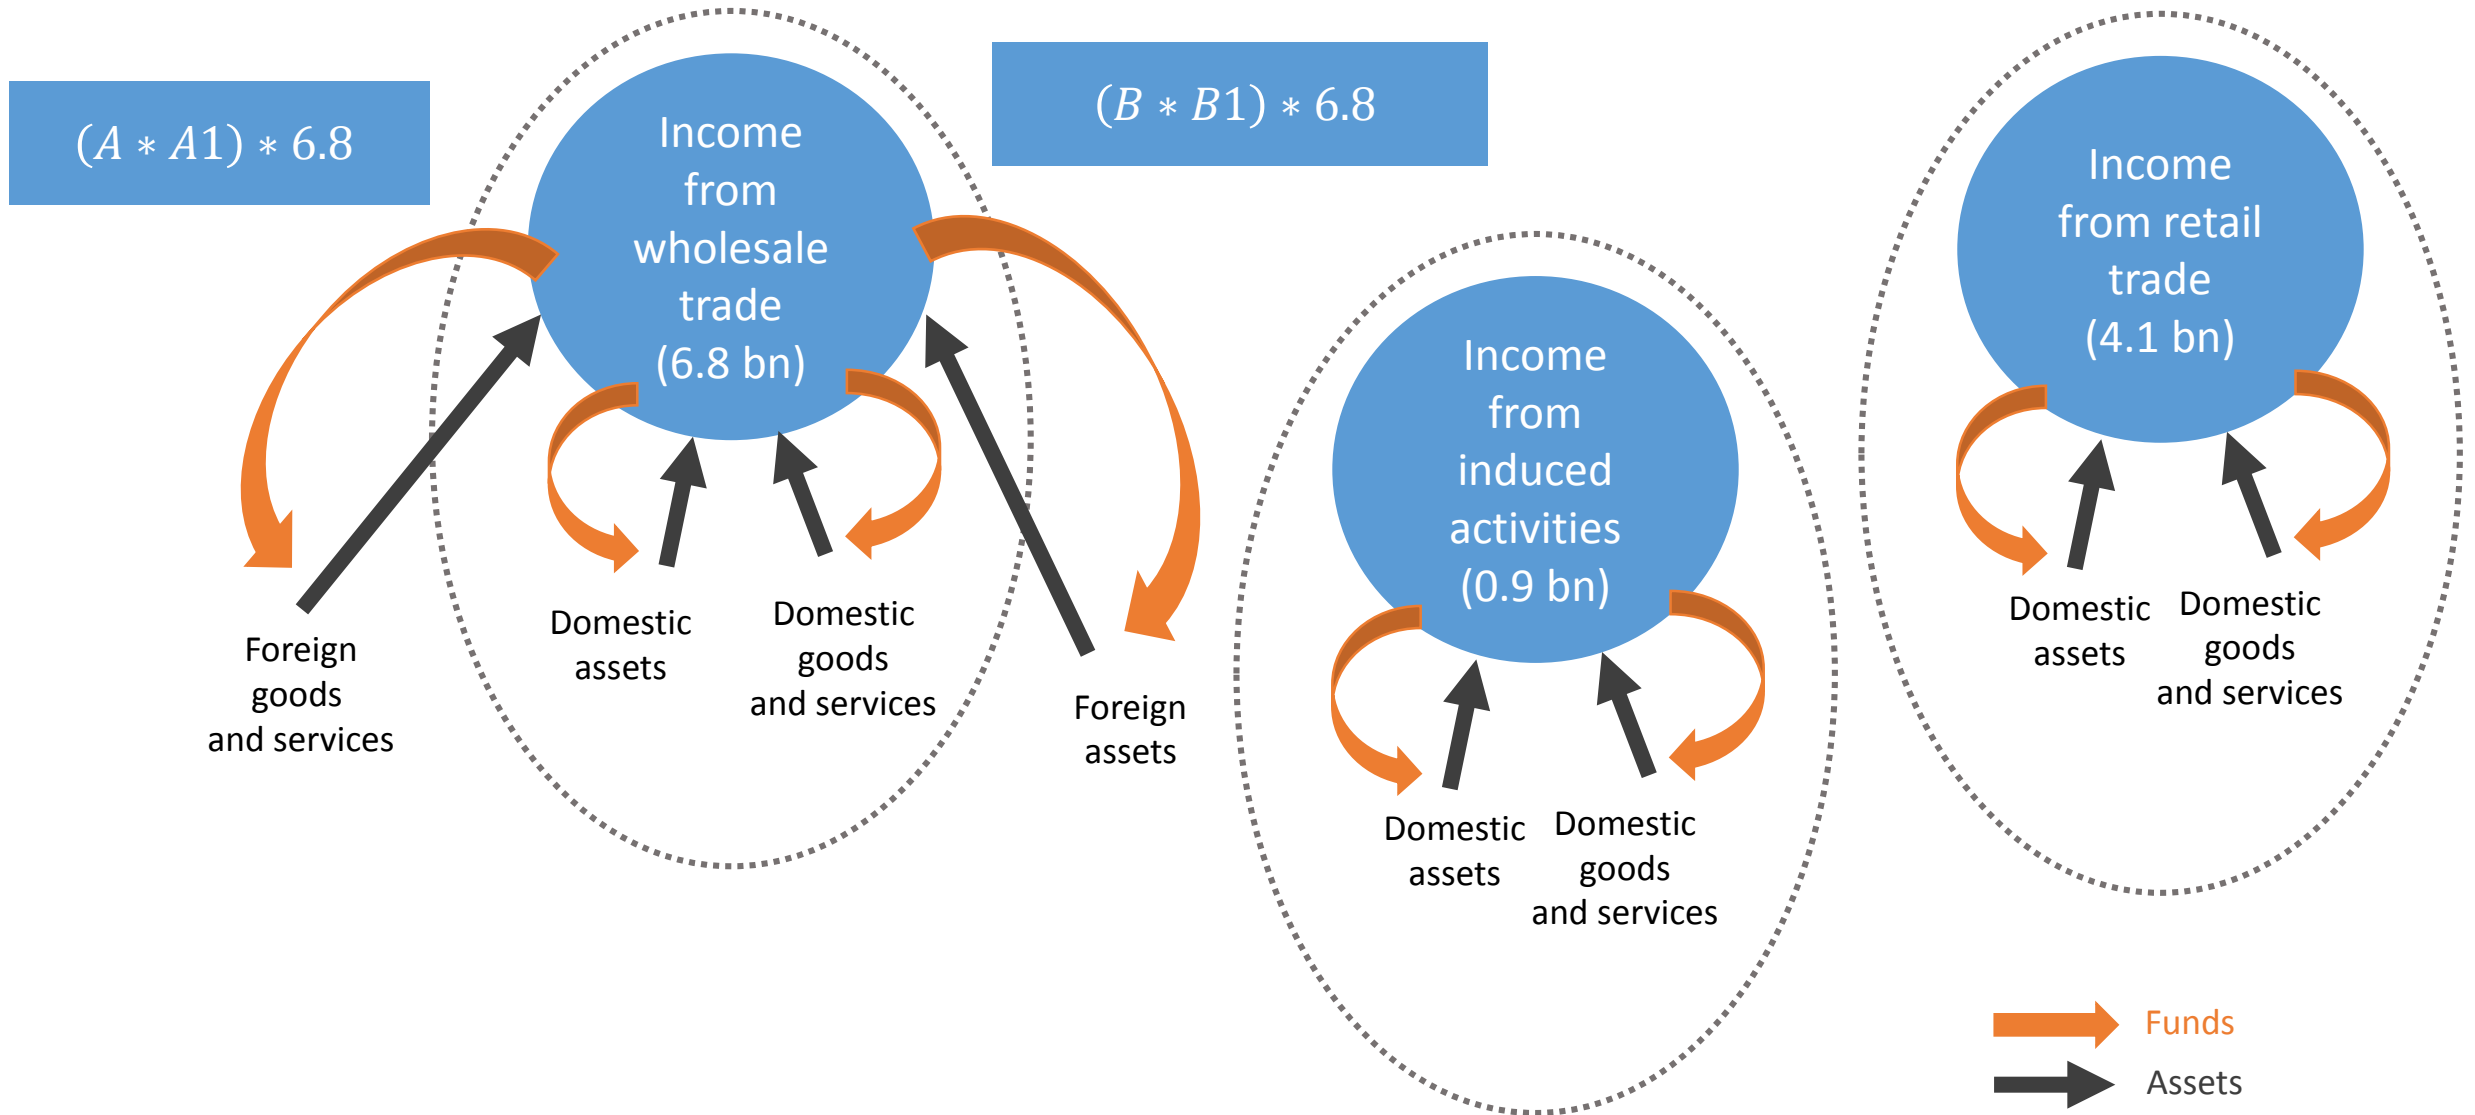 (A ∗ A1) ∗ 6.8
Income
from
wholesale
trade
(6.8 bn)
(B ∗ B1) ∗ 6.8
Foreign
goods
and services
Domestic
assets
Domestic
goods
and services
Foreign
assets
Income
from
induced
activities
(0.9 bn)
Domestic
assets
Domestic
goods
and services
Income
from retail
trade
(4.1 bn)
Domestic
assets
Domestic
goods
and services
Funds
Assets